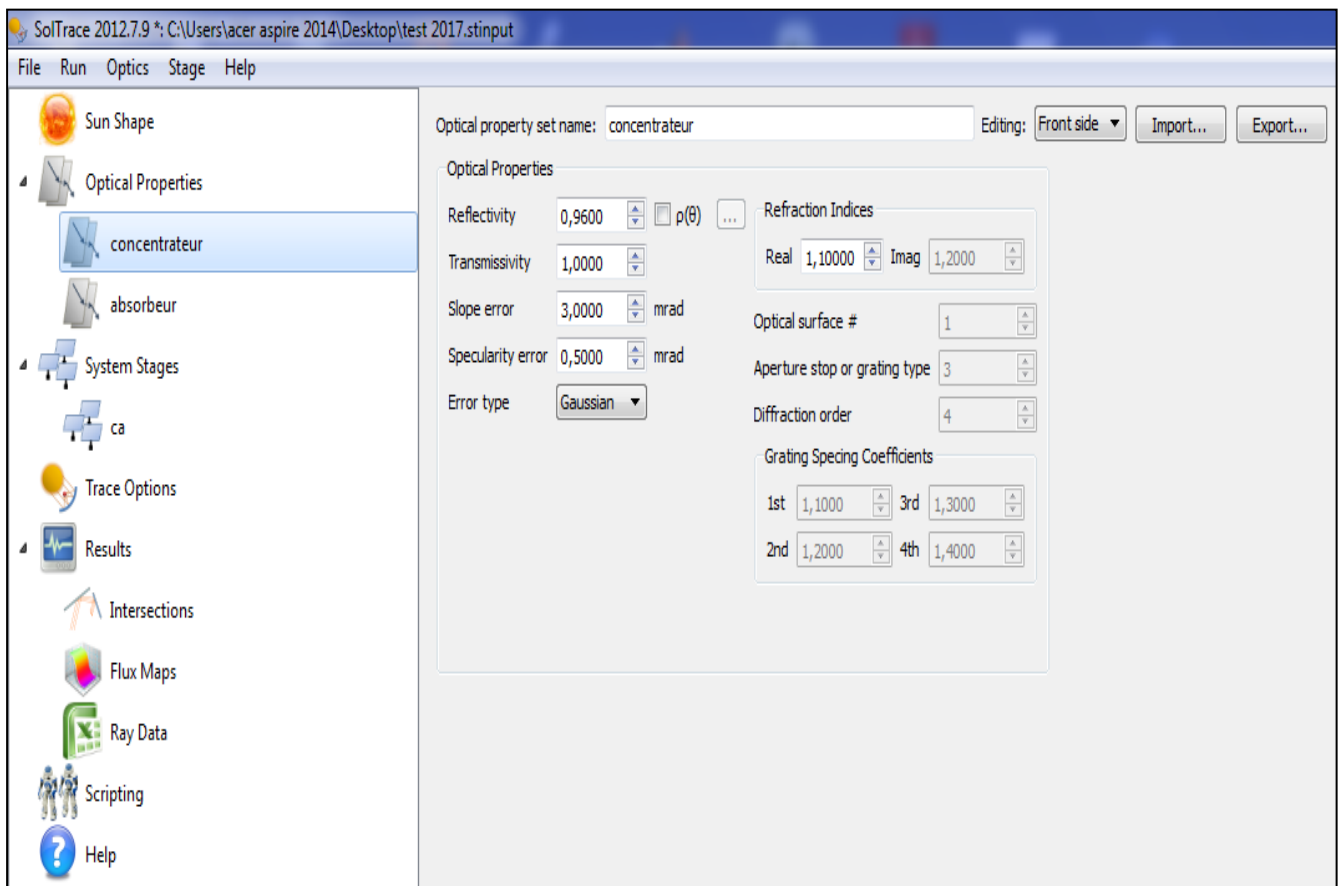 SolTrace 2012.7.9 *: C:\Users\acer aspire 2014\Desktop\test 2017.stinput
File Run Optics Stage Help
Sun Shape
Optical Properties
concentrateur
absorbeur
System Stages
ca
Trace Options
Results
Intersections
Flux Maps
Ray Data
Scripting
Help
Optical property set name: concentrateur Editing: Front side Import... Export...
Optical Properties
Reflectivity 0,9600 ρ(θ) ...
Transmissivity 1,0000
Slope error 3,0000 mrad
Specularity error 0,5000 mrad
Error type Gaussian
Refraction Indices
Real 1,10000 Imag 1,2000
Optical surface # 1
Aperture stop or grating type 3
Diffraction order 4
Grating Specing Coefficients
1st 1,1000 3rd 1,3000
2nd 1,2000 4th 1,4000